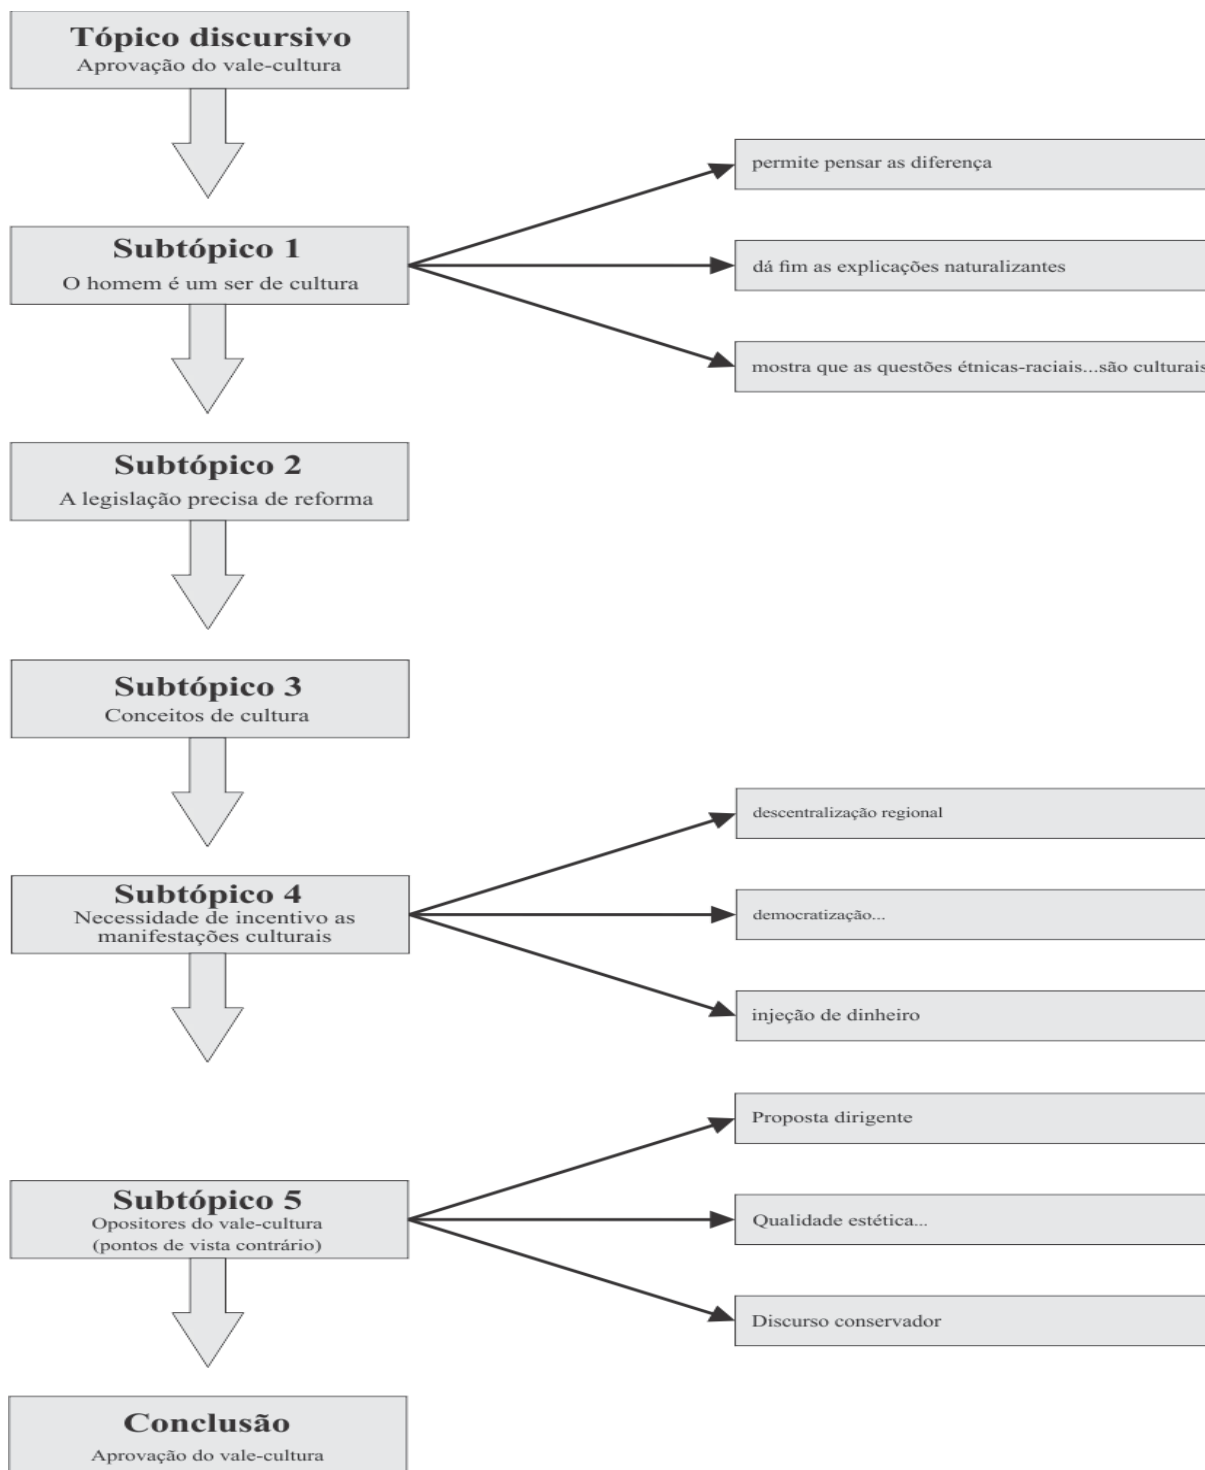 Tópico discursivo
Aprovação do vale-cultura
permite pensar as diferença
Subtópico 1
O homem é um ser de cultura
dá fim as explicações naturalizantes
mostra que as questões étnicas-raciais...são culturais
Subtópico 2
A legislação precisa de reforma
Subtópico 3
Conceitos de cultura
descentralização regional
Subtópico 4
Necessidade de incentivo as
manifestações culturais
democratização...
injeção de dinheiro
Proposta dirigente
Subtópico 5
Opositores do vale-cultura
(pontos de vista contrário)
Qualidade estética...
Discurso conservador
Conclusão
Aprovação do vale-cultura